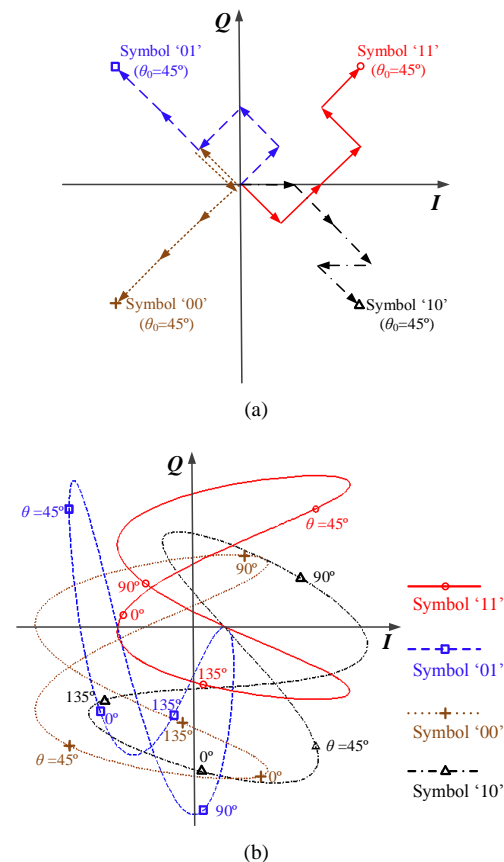 Q
Symbol ‘01’
(θ₀=45º)
Symbol ‘11’
(θ₀=45º)
I
Symbol ‘00’
(θ₀=45º)
Symbol ‘10’
(θ₀=45º)
(a)
Q
θ =45º
θ =45º
90º
90º
90º
0º
Symbol ‘11’
I
135º
135º
Symbol ‘01’
0º
135º
135º
θ =45º
0º
θ =45º
Symbol ‘00’
0º
90º
Symbol ‘10’
(b)